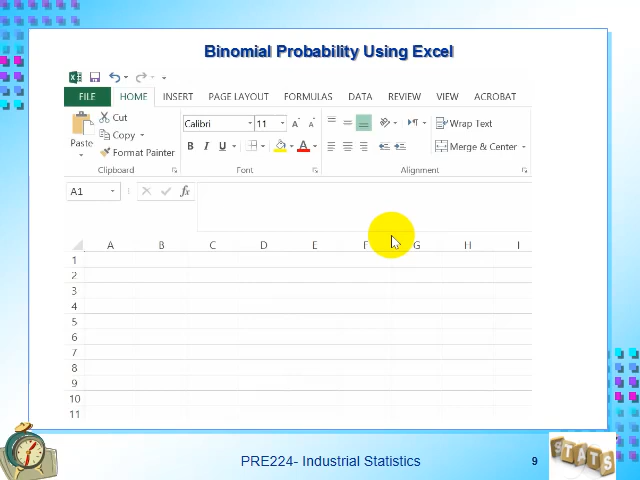 Binomial Probability Using Excel
FILE HOME INSERT PAGE LAYOUT FORMULAS DATA REVIEW VIEW ACROBAT
Paste
Cut
Copy
Format Painter
Clipboard
Calibri 11 A A
B I U A
Font
Wrap Text
Merge & Center
Alignment
A1 fx
A B C D E F G H I
1
2
3
4
5
6
7
8
9
10
11
PRE224- Industrial Statistics
9
STATS